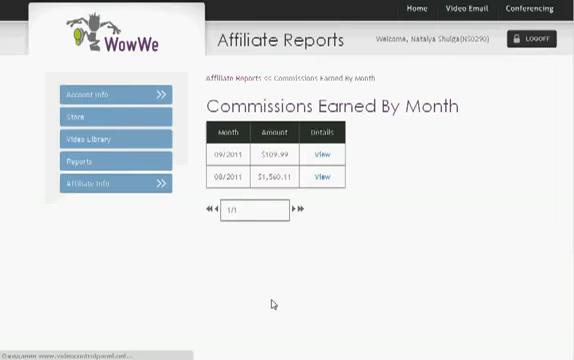 Home Video Email Conferencing
WowWe
Affiliate Reports
Welcome, Natalya Shulga(NS0290)
LOGOFF
Affiliate Reports << Commissions Earned By Month
Account Info
Store
Video Library
Reports
Affiliate Info
Commissions Earned By Month
Month Amount Details
09/2011 $109.99 View
08/2011 $1,560.11 View
1/1